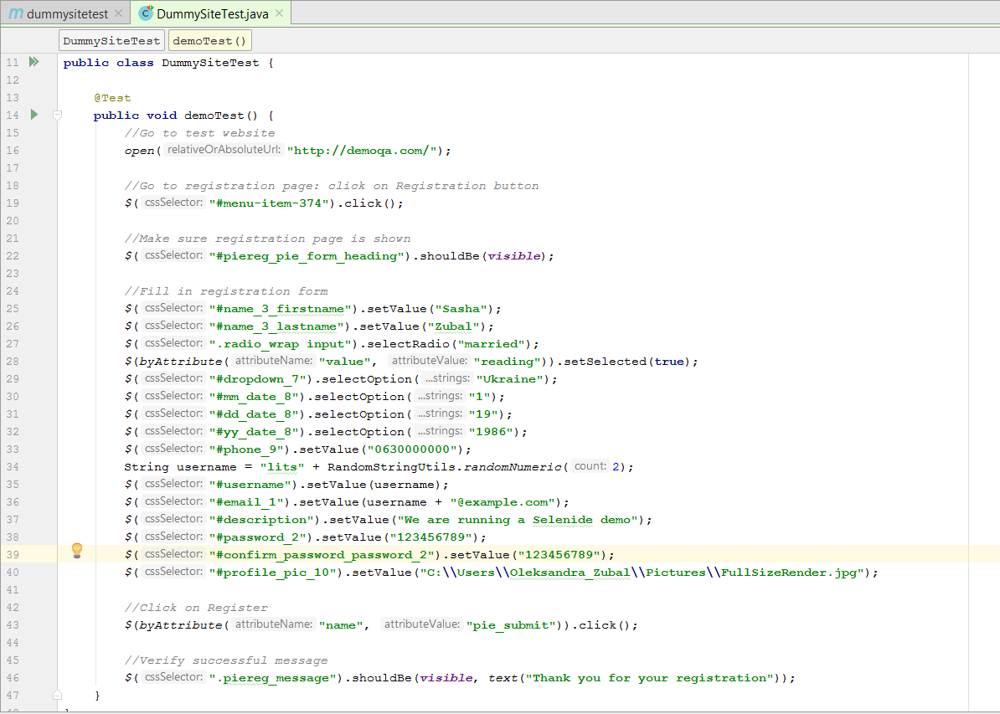 m dummysitetest ×
C DummySiteTest.java ×
DummySiteTest demoTest()
11 public class DummySiteTest {
12
13 @Test
14 public void demoTest() {
15 //Go to test website
16 open( relativeOrAbsoluteUrl: "http://demoqa.com/");
17
18 //Go to registration page: click on Registration button
19 $( cssSelector: "#menu-item-374").click();
20
21 //Make sure registration page is shown
22 $( cssSelector: "#piereg_pie_form_heading").shouldBe(visible);
23
24 //Fill in registration form
25 $( cssSelector: "#name_3_firstname").setValue("Sasha");
26 $( cssSelector: "#name_3_lastname").setValue("Zubal");
27 $( cssSelector: ".radio_wrap input").selectRadio("married");
28 $(byAttribute( attributeName: "value", attributeValue: "reading")).setSelected(true);
29 $( cssSelector: "#dropdown_7").selectOption( ...strings: "Ukraine");
30 $( cssSelector: "#mm_date_8").selectOption( ...strings: "1");
31 $( cssSelector: "#dd_date_8").selectOption( ...strings: "19");
32 $( cssSelector: "#yy_date_8").selectOption( ...strings: "1986");
33 $( cssSelector: "#phone_9").setValue("0630000000");
34 String username = "lits" + RandomStringUtils.randomNumeric( count: 2);
35 $( cssSelector: "#username").setValue(username);
36 $( cssSelector: "#email_1").setValue(username + "@example.com");
37 $( cssSelector: "#description").setValue("We are running a Selenide demo");
38 $( cssSelector: "#password_2").setValue("123456789");
39 $( cssSelector: "#confirm_password_password_2").setValue("123456789");
40 $( cssSelector: "#profile_pic_10").setValue("C:\\Users\\Oleksandra_Zubal\\Pictures\\FullSizeRender.jpg");
41
42 //Click on Register
43 $(byAttribute( attributeName: "name", attributeValue: "pie_submit")).click();
44
45 //Verify successful message
46 $( cssSelector: ".piereg_message").shouldBe(visible, text("Thank you for your registration"));
47 }